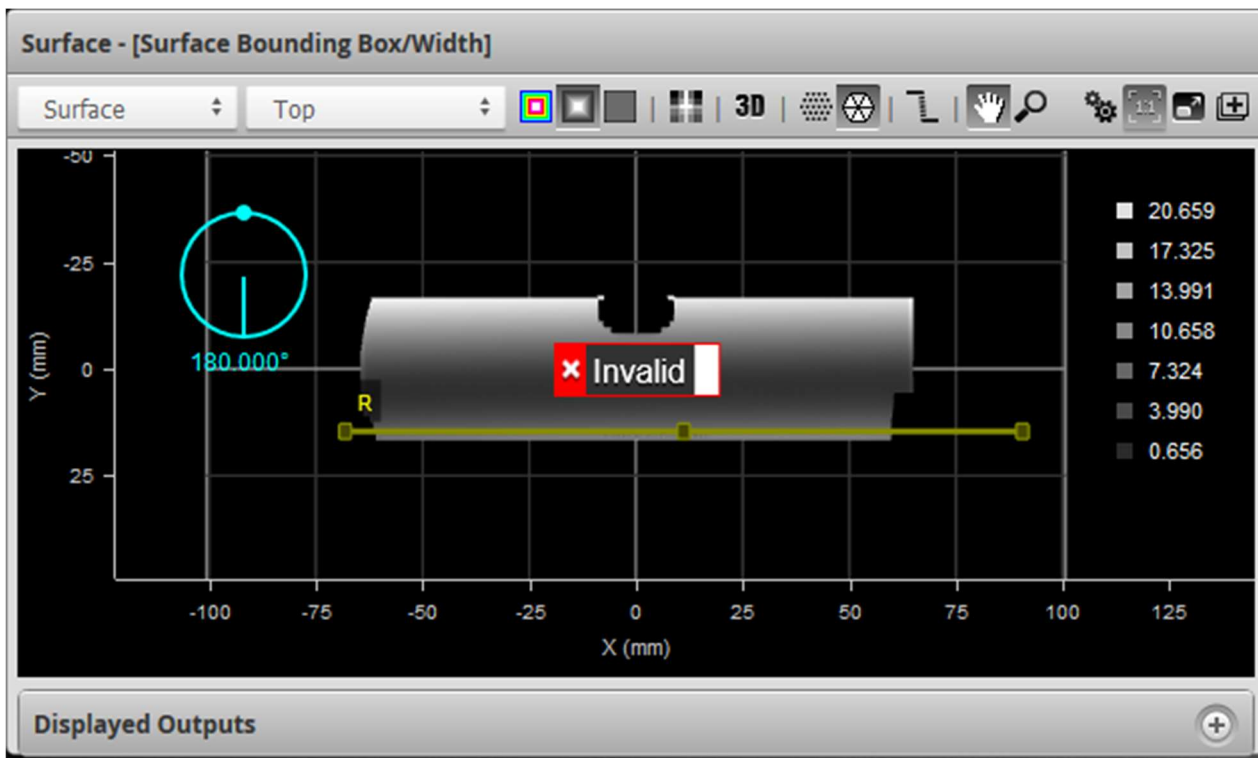 Surface - [Surface Bounding Box/Width]
Surface Top 3D 1:1
-50
-25
0
25
Y (mm)
180.000°
R
Invalid
20.659
17.325
13.991
10.658
7.324
3.990
0.656
-100 -75 -50 -25 0 25 50 75 100 125
X (mm)
Displayed Outputs